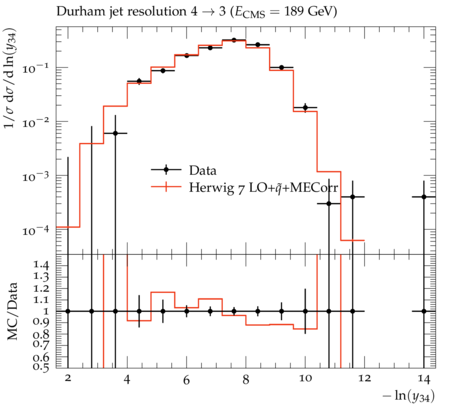 Durham jet resolution 4 → 3 (E_CMS = 189 GeV)
1/σ dσ/d ln(y₃₄)
10⁻¹
10⁻²
10⁻³
10⁻⁴
Data
Herwig 7 LO+q̄+MECorr
MC/Data
1.4
1.3
1.2
1.1
1
0.9
0.8
0.7
0.6
0.5
2 4 6 8 10 12 14
− ln(y₃₄)